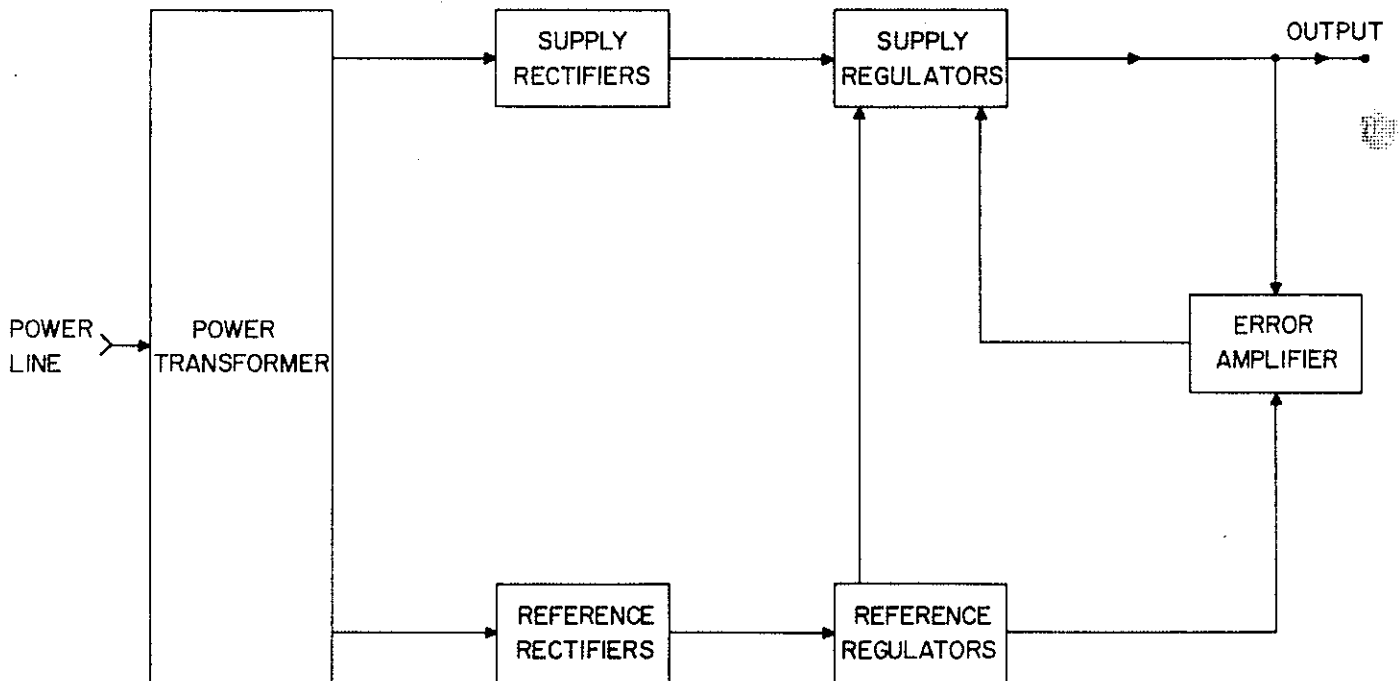 SUPPLY
RECTIFIERS
SUPPLY
REGULATORS
OUTPUT
POWER
LINE
POWER
TRANSFORMER
ERROR
AMPLIFIER
REFERENCE
RECTIFIERS
REFERENCE
REGULATORS